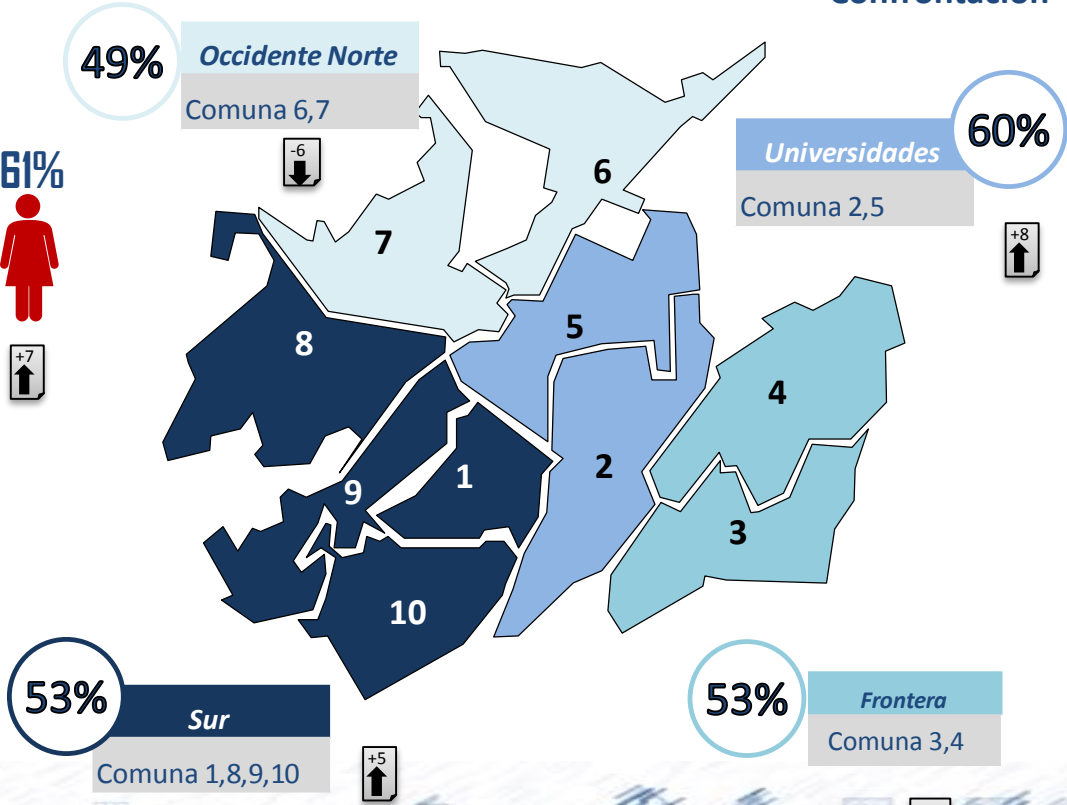 49%
Occidente Norte
Comuna 6,7
-6
61%
+7
60%
Universidades
Comuna 2,5
+8
6
7
5
8
4
1
2
9
3
10
53%
Sur
Comuna 1,8,9,10
+5
53%
Frontera
Comuna 3,4